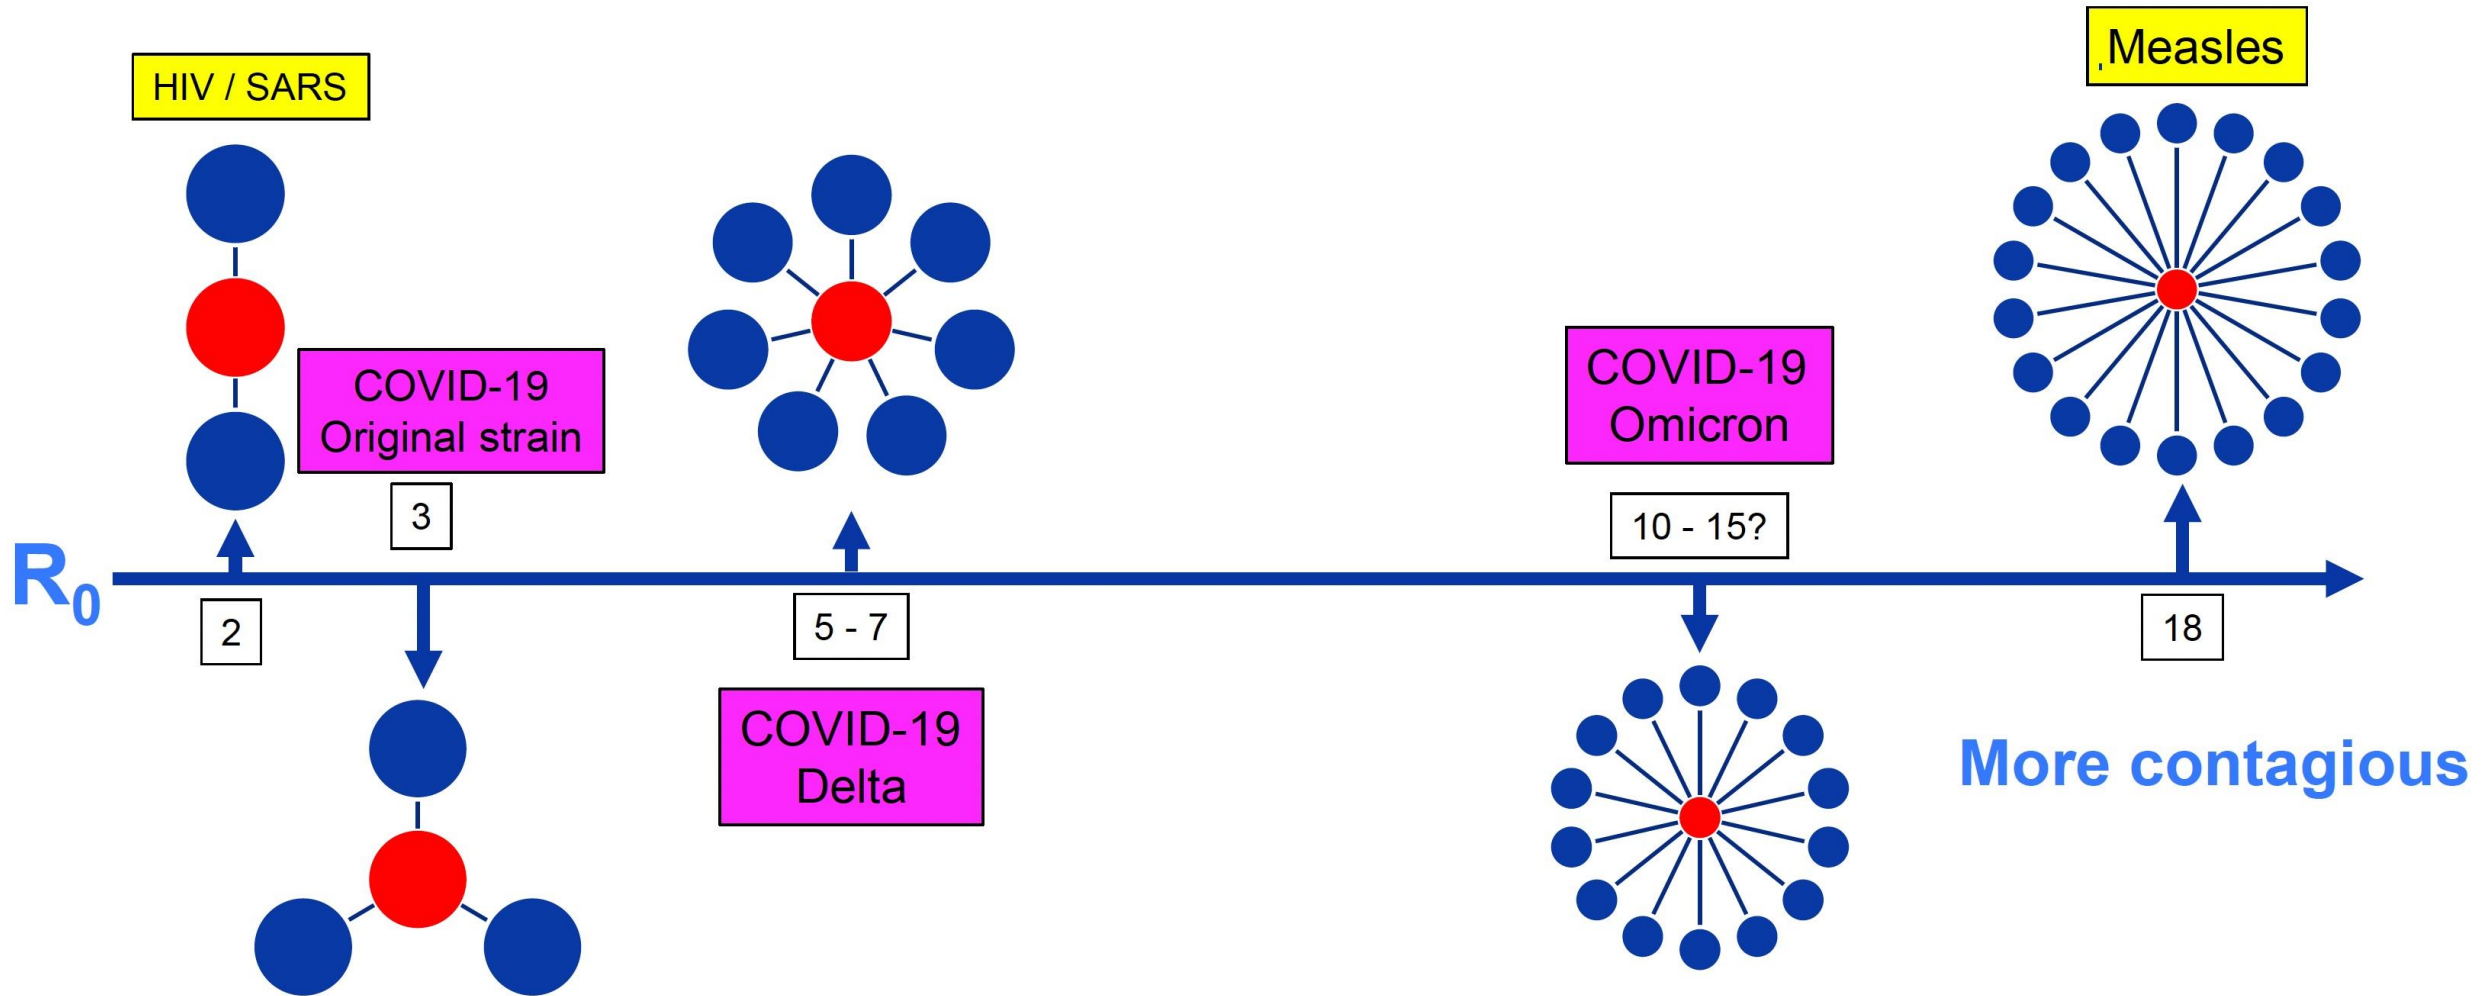 HIV / SARS
Measles
COVID-19
Original strain
3
COVID-19
Omicron
10 - 15?
R₀
2
5 - 7
18
COVID-19
Delta
More contagious